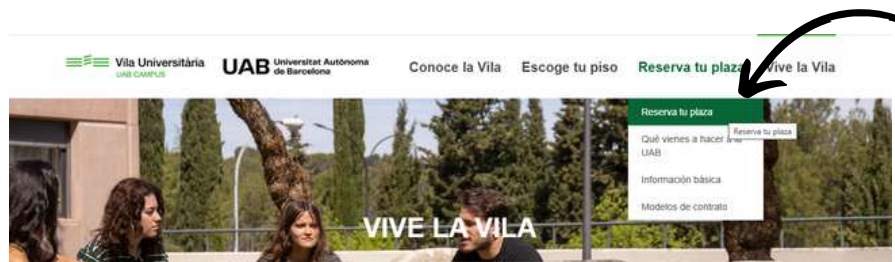 Vila Universitària
UAB CAMPUS
UAB Universitat Autònoma
de Barcelona
Conoce la Vila
Escoge tu piso
Reserva tu plaza
Vive la Vila
Reserva tu plaza
Reserva tu plaza
Qué vienes a hacer a la
UAB
Información básica
Modelos de contrato
VIVE LA VILA